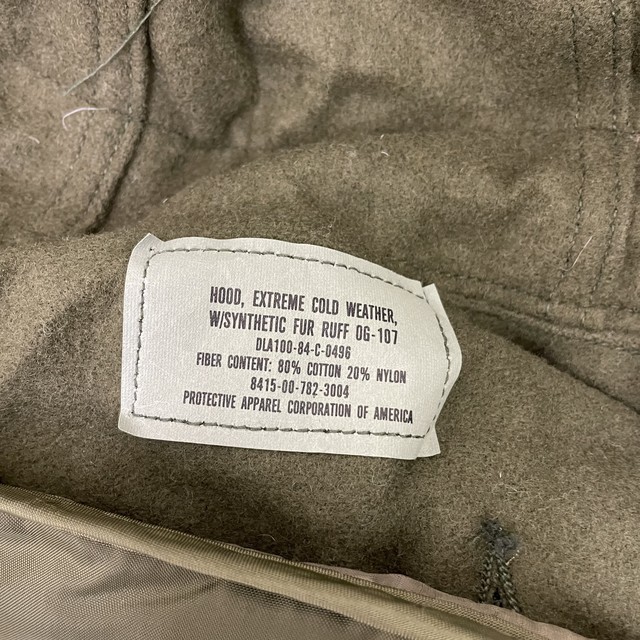 HOOD, EXTREME COLD WEATHER,
W/SYNTHETIC FUR RUFF OG-107
DLA100-84-C-0496
FIBER CONTENT: 80% COTTON 20% NYLON
8415-00-782-3004
PROTECTIVE APPAREL CORPORATION OF AMERICA